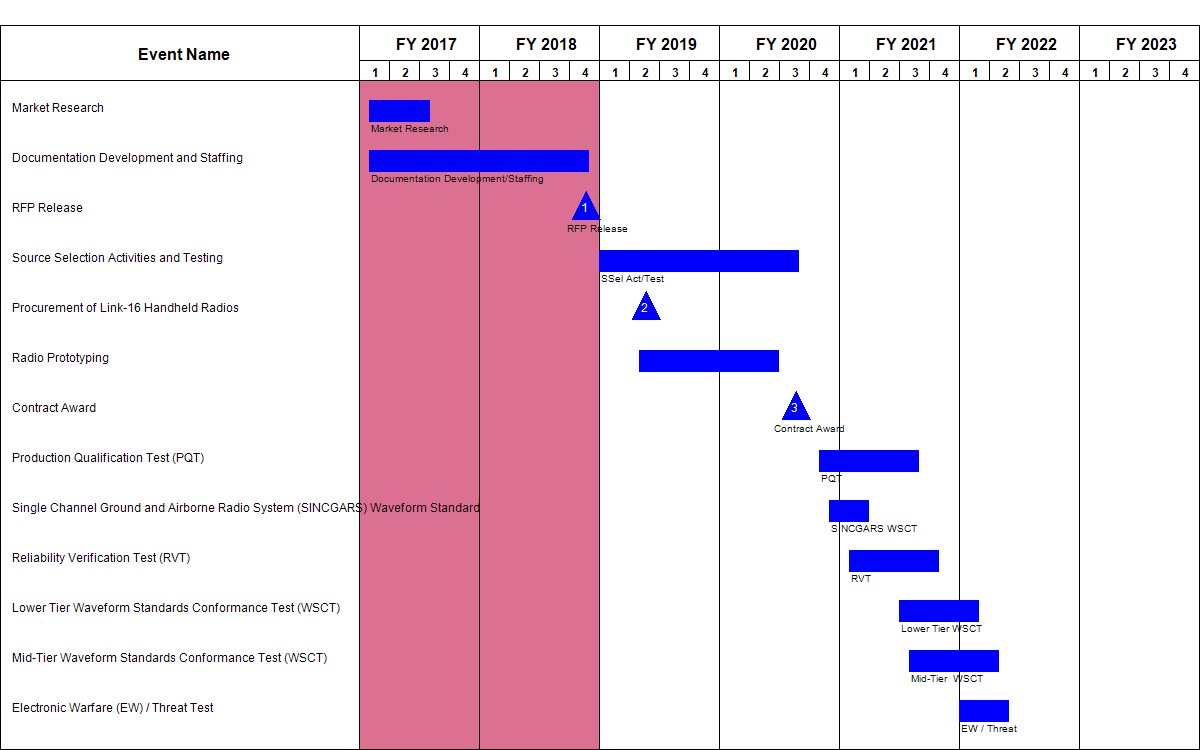 Event Name FY 2017 FY 2018 FY 2019 FY 2020 FY 2021 FY 2022 FY 2023
1 2 3 4 1 2 3 4 1 2 3 4 1 2 3 4 1 2 3 4 1 2 3 4 1 2 3 4
Market Research
Market Research
Documentation Development and Staffing
Documentation Development/Staffing
RFP Release 1
RFP Release
Source Selection Activities and Testing
SSel Act/Test
Procurement of Link-16 Handheld Radios 2
Radio Prototyping
Contract Award 3
Contract Award
Production Qualification Test (PQT)
PQT
Single Channel Ground and Airborne Radio System (SINCGARS) Waveform Standard
SINCGARS WSCT
Reliability Verification Test (RVT)
RVT
Lower Tier Waveform Standards Conformance Test (WSCT)
Lower Tier WSCT
Mid-Tier Waveform Standards Conformance Test (WSCT)
Mid-Tier WSCT
Electronic Warfare (EW) / Threat Test
EW / Threat